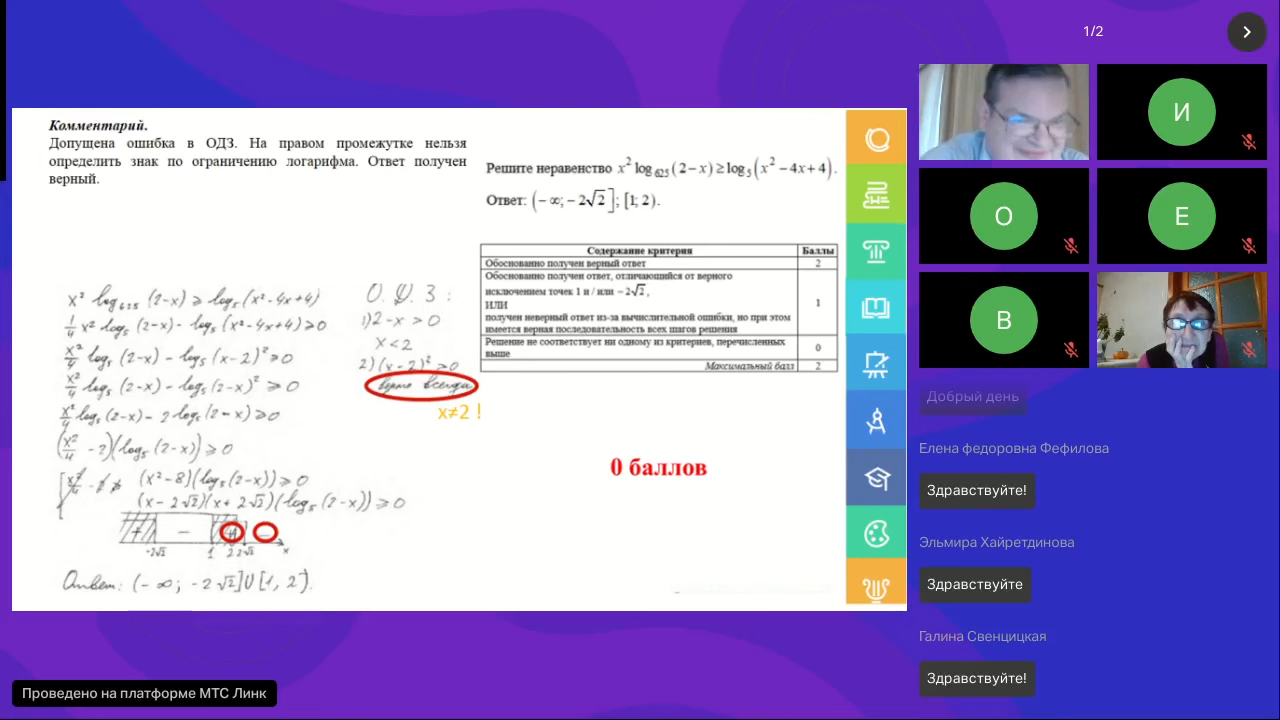 Комментарий.
Допущена ошибка в ОДЗ. На правом промежутке нельзя
определить знак по ограничению логарифма. Ответ получен
верный.
Решите неравенство x² log₆₂₅(2−x) ≥ log₅(x²−4x+4).
Ответ: (−∞; −2√2]; [1; 2).
Содержание критерия Баллы
Обоснованно получен верный ответ 2
Обоснованно получен ответ, отличающийся от верного
исключением точек 1 и / или −2√2,
ИЛИ
получен неверный ответ из-за вычислительной ошибки, но при этом
имеется верная последовательность всех шагов решения 1
Решение не соответствует ни одному из критериев, перечисленных
выше 0
Максимальный балл 2
x² log₆₂₅(2-x) ≥ log₅(x²-4x+4)
1/4 x² log₅(2-x) - log₅(x²-4x+4) ≥ 0
x²/4 log₅(2-x) - log₅(x-2)² ≥ 0
x²/4 log₅(2-x) - log₅(2-x)² ≥ 0
x²/4 log₅(2-x) - 2 log₅(2-x) ≥ 0
(x²/4 - 2)(log₅(2-x)) ≥ 0
(x²-8)(log₅(2-x)) ≥ 0
(x-2√2)(x+2√2)(log₅(2-x)) ≥ 0
+ −
-2√2 1 2 2√2 x
Ответ: (-∞; -2√2]U[1, 2).
О.Д.З:
1) 2-x > 0
x < 2
2) (x-2)² > 0
верно всегда
x≠2 !
0 баллов
1/2
И
О
Е
В
Добрый день
Елена федоровна Фефилова
Здравствуйте!
Эльмира Хайретдинова
Здравствуйте
Галина Свенцицкая
Здравствуйте!
Проведено на платформе МТС Линк